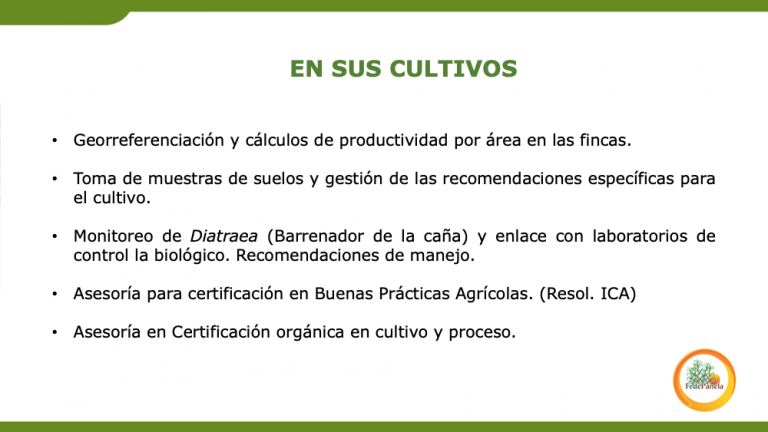 EN SUS CULTIVOS
• Georreferenciación y cálculos de productividad por área en las fincas.
• Toma de muestras de suelos y gestión de las recomendaciones específicas para
el cultivo.
• Monitoreo de Diatraea (Barrenador de la caña) y enlace con laboratorios de
control la biológico. Recomendaciones de manejo.
• Asesoría para certificación en Buenas Prácticas Agrícolas. (Resol. ICA)
• Asesoría en Certificación orgánica en cultivo y proceso.
FedePanela